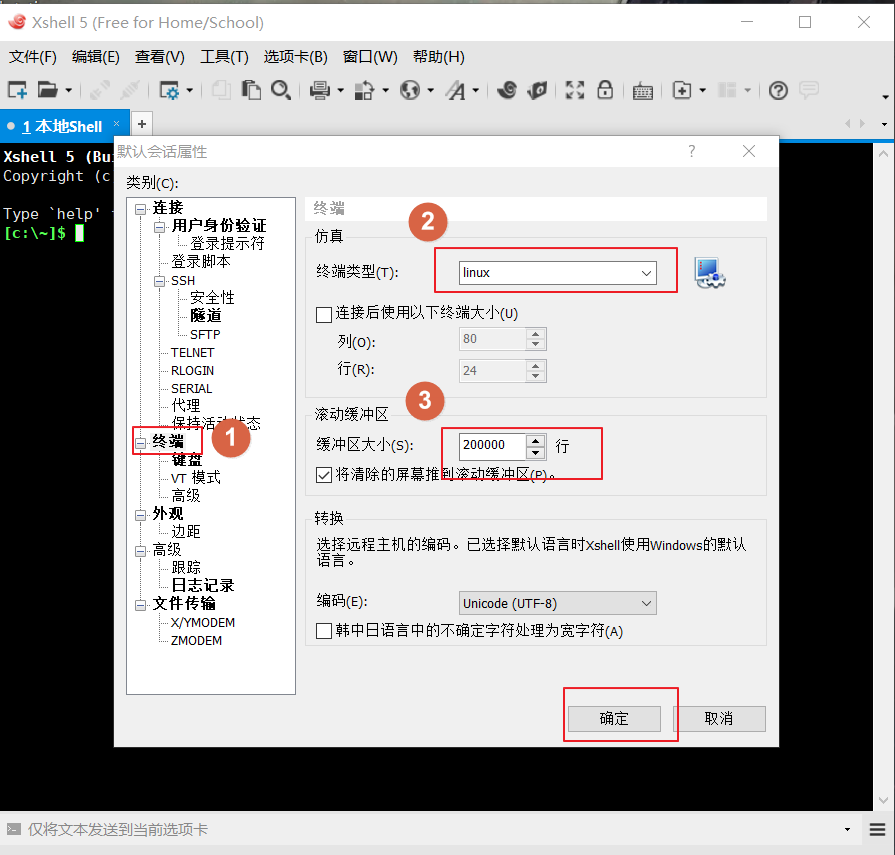 Xshell 5 (Free for Home/School)
文件(F) 编辑(E) 查看(V) 工具(T) 选项卡(B) 窗口(W) 帮助(H)
1 本地Shell
Xshell 5 (Bu
Copyright (c
Type `help'
[c:\~]$
默认会话属性
类别(C):
连接
用户身份验证
登录提示符
登录脚本
SSH
安全性
隧道
SFTP
TELNET
RLOGIN
SERIAL
代理
保持活动状态
终端
1
键盘
VT 模式
高级
外观
边距
高级
跟踪
日志记录
文件传输
X/YMODEM
ZMODEM
终端
2
仿真
终端类型(T): linux
连接后使用以下终端大小(U)
列(O): 80
行(R): 24
3
滚动缓冲区
缓冲区大小(S): 200000 行
将清除的屏幕推到滚动缓冲区(P)。
转换
选择远程主机的编码。已选择默认语言时Xshell使用Windows的默认
语言。
编码(E): Unicode (UTF-8)
韩中日语言中的不确定字符处理为宽字符(A)
确定 取消
仅将文本发送到当前选项卡